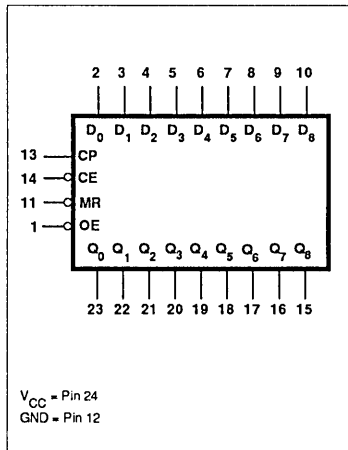 2 3 4 5 6 7 8 9 10
D0 D1 D2 D3 D4 D5 D6 D7 D8
13 CP
14 CE
11 MR
1 OE
Q0 Q1 Q2 Q3 Q4 Q5 Q6 Q7 Q8
23 22 21 20 19 18 17 16 15
VCC = Pin 24
GND = Pin 12